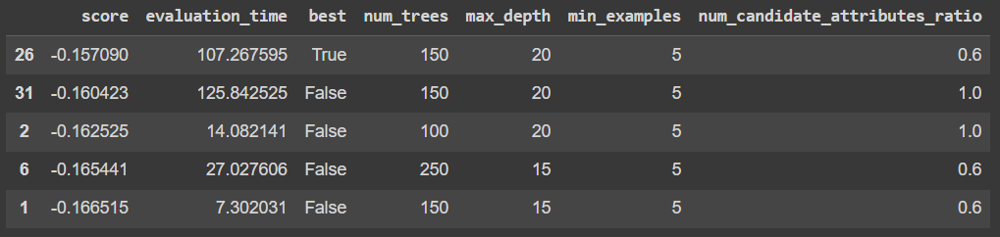 score evaluation_time best num_trees max_depth min_examples num_candidate_attributes_ratio
26 -0.157090 107.267595 True 150 20 5 0.6
31 -0.160423 125.842525 False 150 20 5 1.0
2 -0.162525 14.082141 False 100 20 5 1.0
6 -0.165441 27.027606 False 250 15 5 0.6
1 -0.166515 7.302031 False 150 15 5 0.6